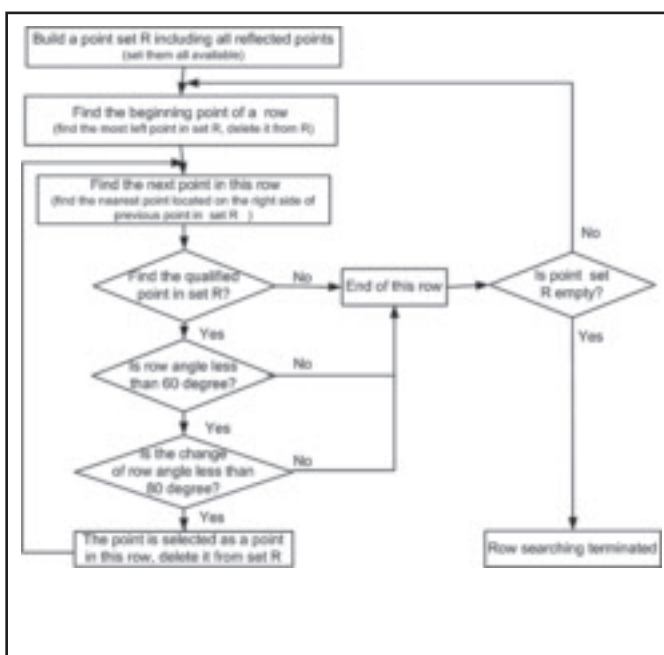 Build a point set R including all reflected points
(set them all available)
Find the beginning point of a row
(find the most left point in set R, delete it from R)
Find the next point in this row
(find the nearest point located on the right side of
previous point in set R )
Find the qualified
point in set R?
No
End of this row
Is point set
R empty?
No
Yes
Yes
Is row angle less
than 60 degree?
No
Yes
Is the change
of row angle less than
80 degree?
No
Yes
The point is selected as a point
in this row, delete it from set R
Row searching terminated